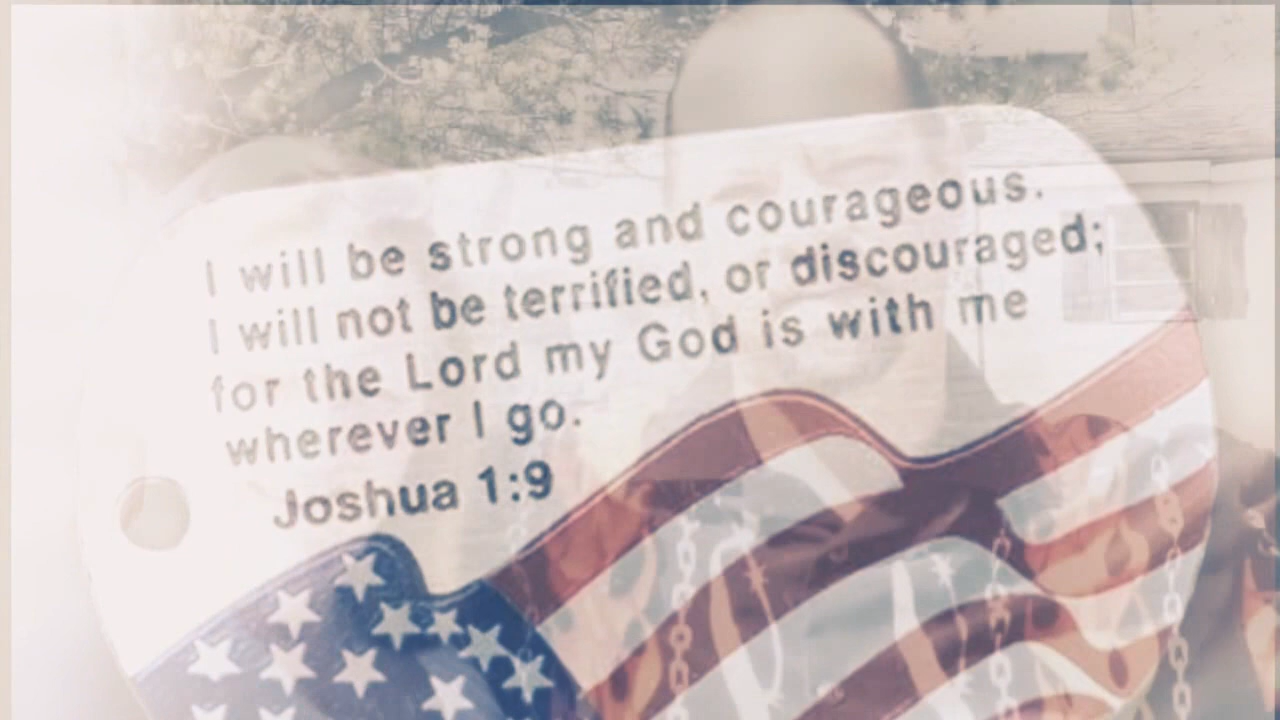 I will be strong and courageous.
I will not be terrified, or discouraged;
for the Lord my God is with me
wherever I go.
Joshua 1:9